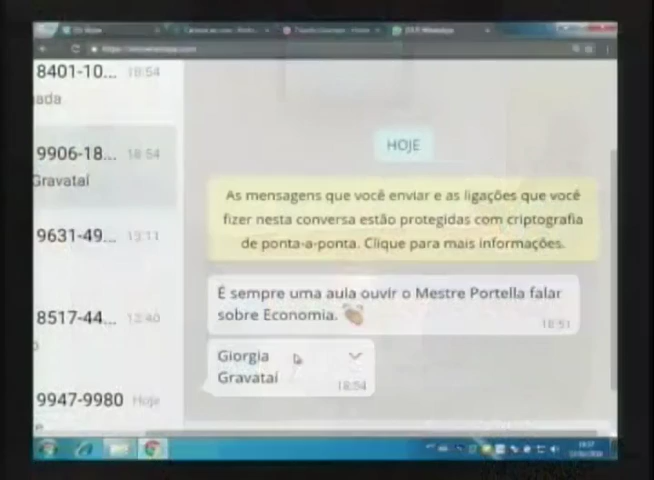 8401-10... 18:54
ada
HOJE
9906-18... 18:54
Gravataí
As mensagens que você enviar e as ligações que você
fizer nesta conversa estão protegidas com criptografia
de ponta-a-ponta. Clique para mais informações.
9631-49... 13:11
É sempre uma aula ouvir o Mestre Portella falar
sobre Economia. 👏
18:51
8517-44... 12:40
Giorgia
Gravataí
18:54
9947-9980 Hoje